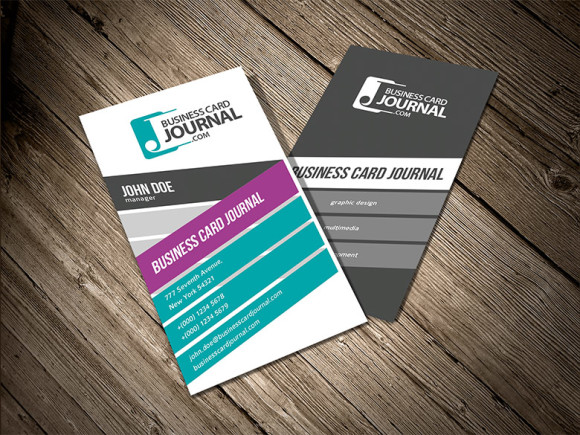 BUSINESS CARD
JOURNAL
.COM
JOHN DOE
manager
BUSINESS CARD JOURNAL
777 Seventh Avenue,
New York 54321
+(000) 1234 5678
+(000) 1234 5679
john.doe@businesscardjournal.com
businesscardjournal.com
BUSINESS CARD
JOURNAL
.COM
BUSINESS CARD JOURNAL
graphic design
multimedia